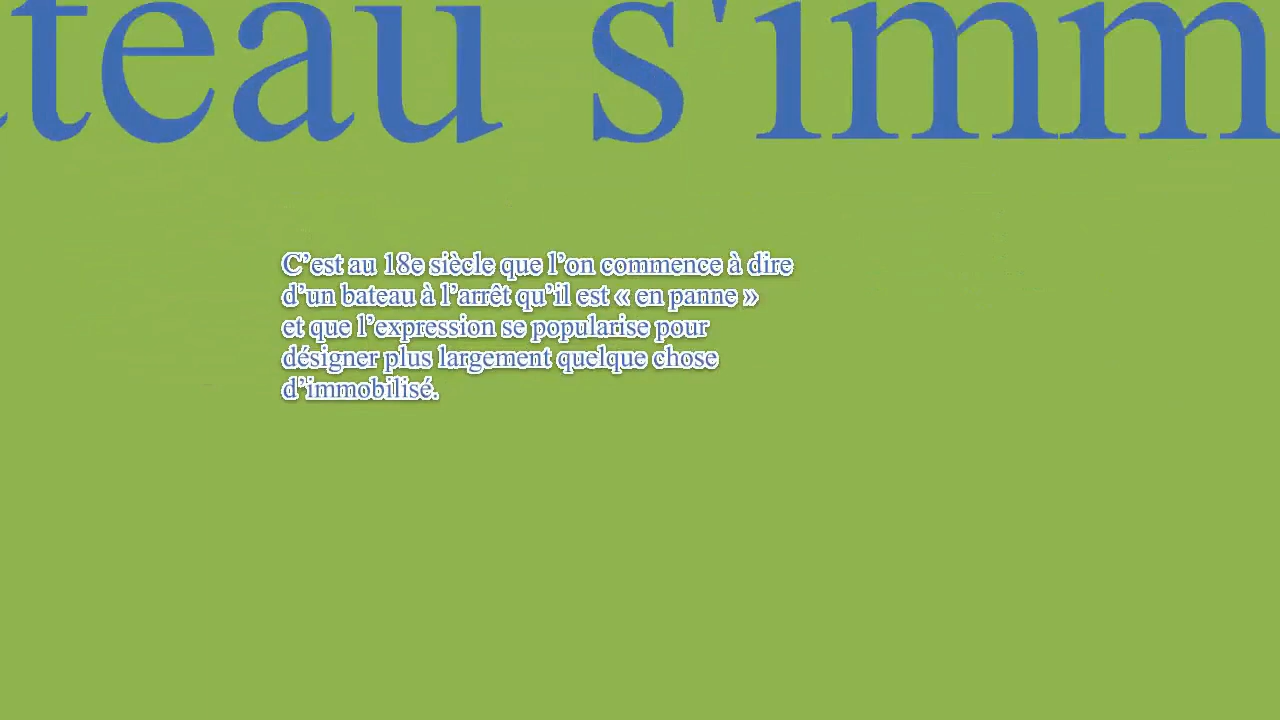 teau s'imm
C’est au 18e siècle que l’on commence à dire
d’un bateau à l’arrêt qu’il est « en panne »
et que l’expression se popularise pour
désigner plus largement quelque chose
d’immobilisé.